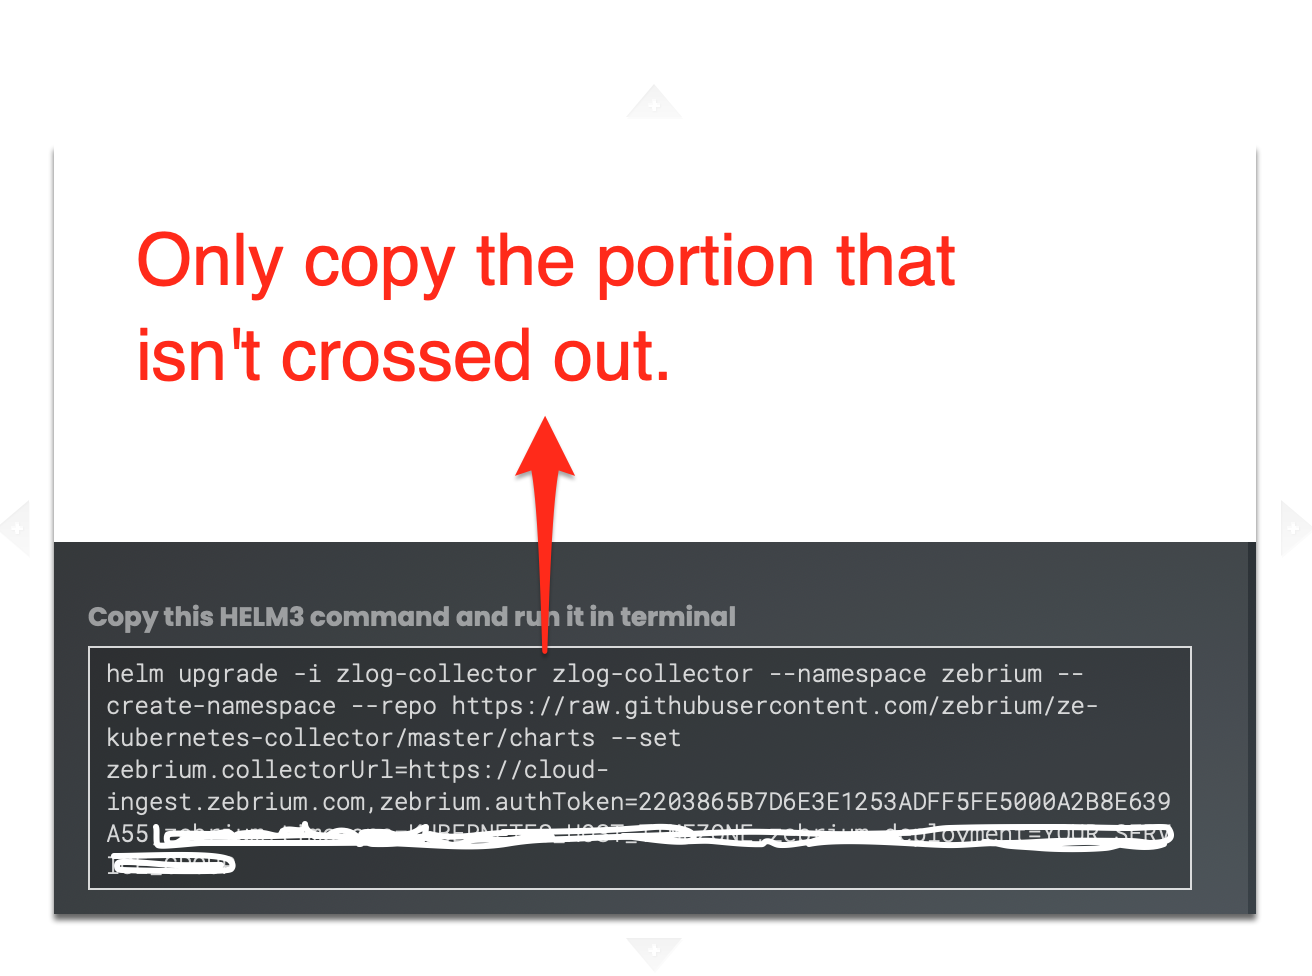 Only copy the portion that
isn't crossed out.
Copy this HELM3 command and run it in terminal
helm upgrade -i zlog-collector zlog-collector --namespace zebrium --
create-namespace --repo https://raw.githubusercontent.com/zebrium/ze-
kubernetes-collector/master/charts --set
zebrium.collectorUrl=https://cloud-
ingest.zebrium.com,zebrium.authToken=2203865B7D6E3E1253ADFF5FE5000A2B8E639
A55